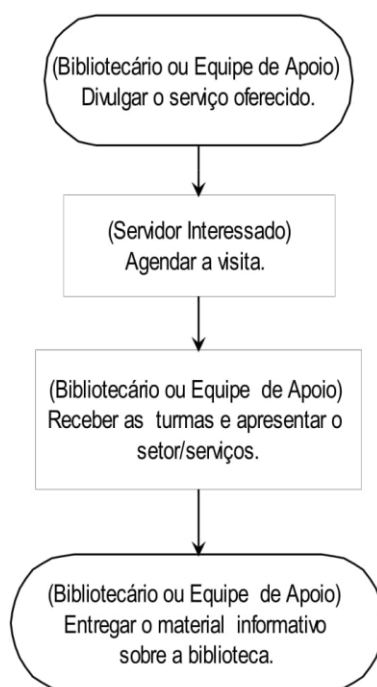 (Bibliotecário ou Equipe de Apoio)
Divulgar o serviço oferecido.
(Servidor Interessado)
Agendar a visita.
(Bibliotecário ou Equipe de Apoio)
Receber as turmas e apresentar o
setor/serviços.
(Bibliotecário ou Equipe de Apoio)
Entregar o material informativo
sobre a biblioteca.